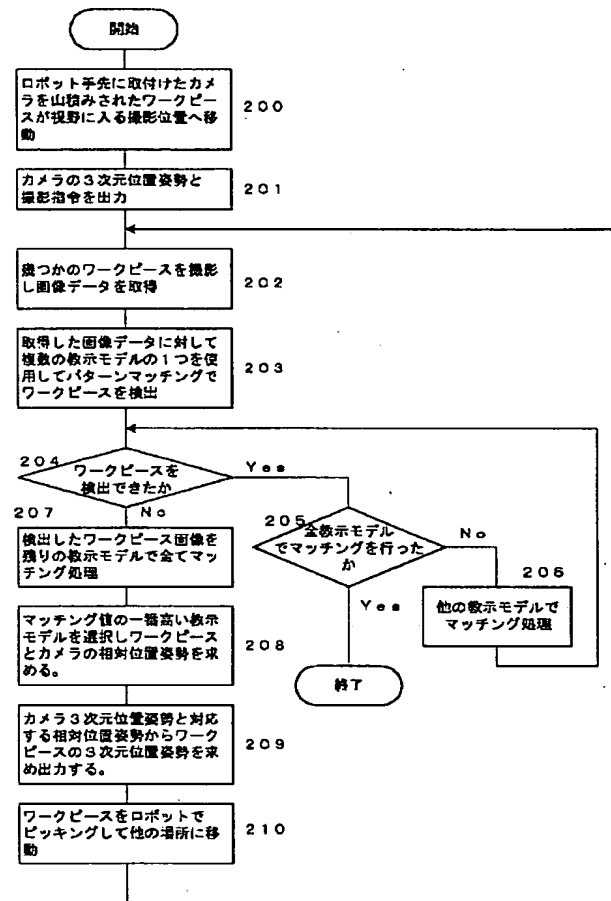 開始
ロボット手先に取付けたカメ
ラを山積みされたワークピー
スが視野に入る撮影位置へ移
動
200
カメラの3次元位置姿勢と
撮影指令を出力
201
幾つかのワークピースを撮影
し画像データを取得
202
取得した画像データに対して
複数の教示モデルの1つを使
用してパターンマッチングで
ワークピースを検出
203
204
ワークピースを
検出できたか
Yes
No
205
全教示モデル
でマッチングを行った
か
No
Yes
206
他の教示モデルで
マッチング処理
終了
207
検出したワークピース画像を
残りの教示モデルで全てマッ
チング処理
マッチング値の一番高い教示
モデルを選択しワークピース
とカメラの相対位置姿勢を求
める。
208
カメラ3次元位置姿勢と対応
する相対位置姿勢からワーク
ピースの3次元位置姿勢を求
め出力する。
209
ワークピースをロボットで
ピッキングして他の場所に移
動
210